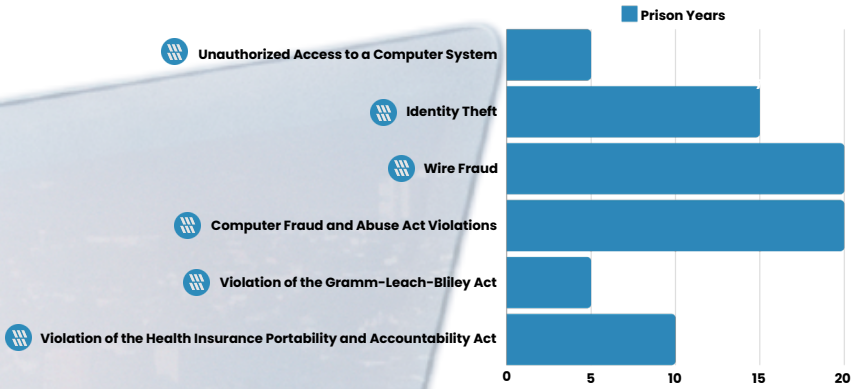 Prison Years
Unauthorized Access to a Computer System
Identity Theft
Wire Fraud
Computer Fraud and Abuse Act Violations
Violation of the Gramm-Leach-Bliley Act
Violation of the Health Insurance Portability and Accountability Act
0 5 10 15 20